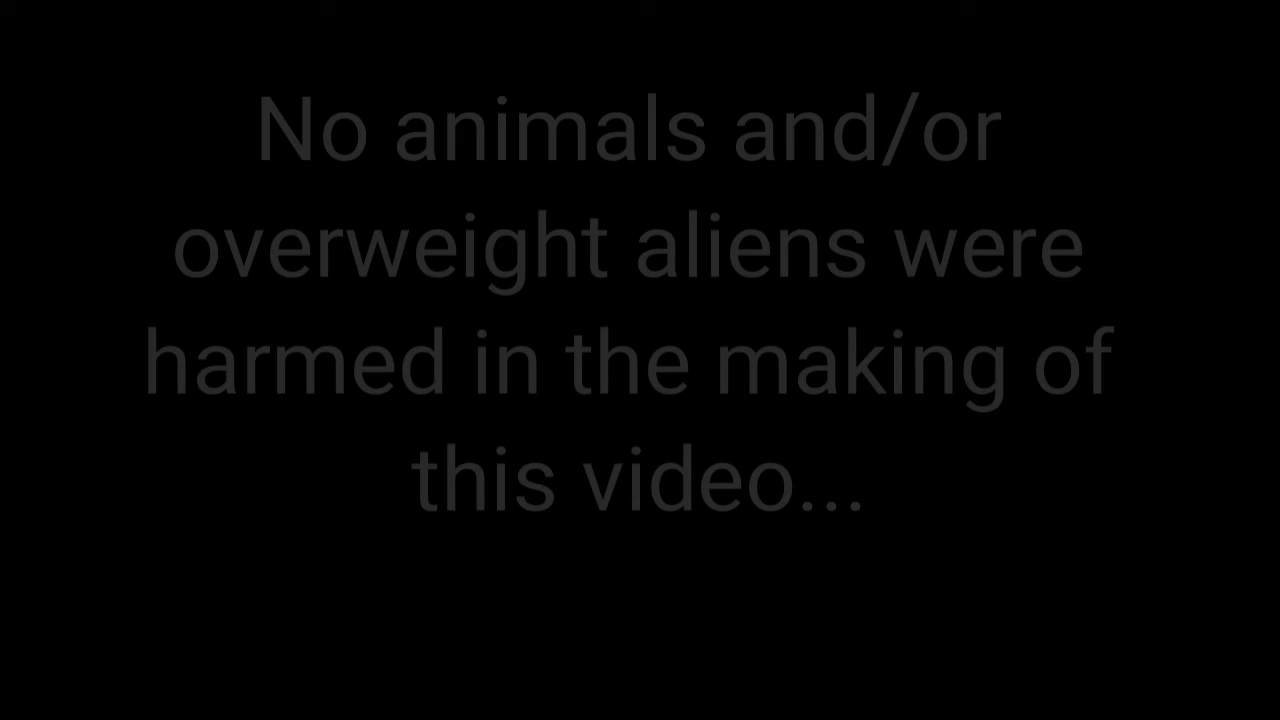 No animals and/or
overweight aliens were
harmed in the making of
this video...